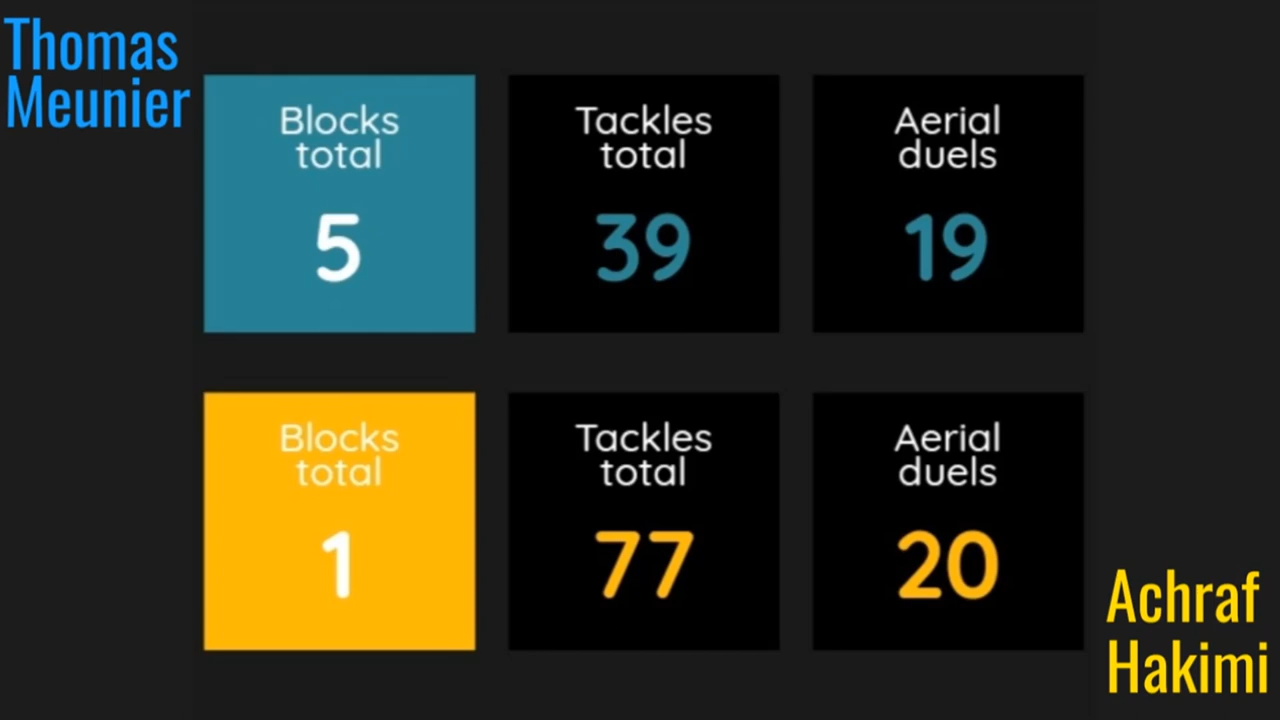 Thomas
Meunier
Blocks
total
5
Tackles
total
39
Aerial
duels
19
Blocks
total
1
Tackles
total
77
Aerial
duels
20
Achraf
Hakimi